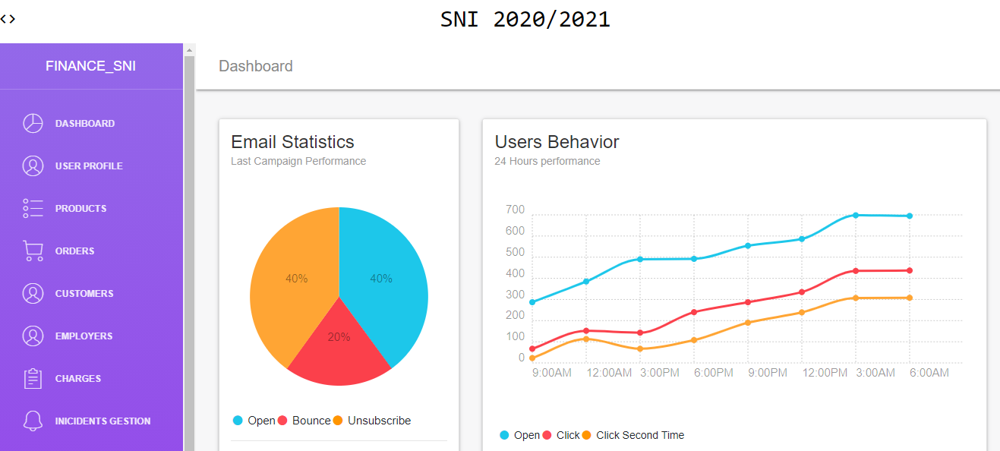 <>
SNI 2020/2021
FINANCE_SNI
DASHBOARD
USER PROFILE
PRODUCTS
ORDERS
CUSTOMERS
EMPLOYERS
CHARGES
INICIDENTS GESTION
Dashboard
Email Statistics
Last Campaign Performance
40%
40%
20%
Open Bounce Unsubscribe
Users Behavior
24 Hours performance
700
600
500
400
300
200
100
0
9:00AM 12:00AM 3:00PM 6:00PM 9:00PM 12:00PM 3:00AM 6:00AM
Open Click Click Second Time